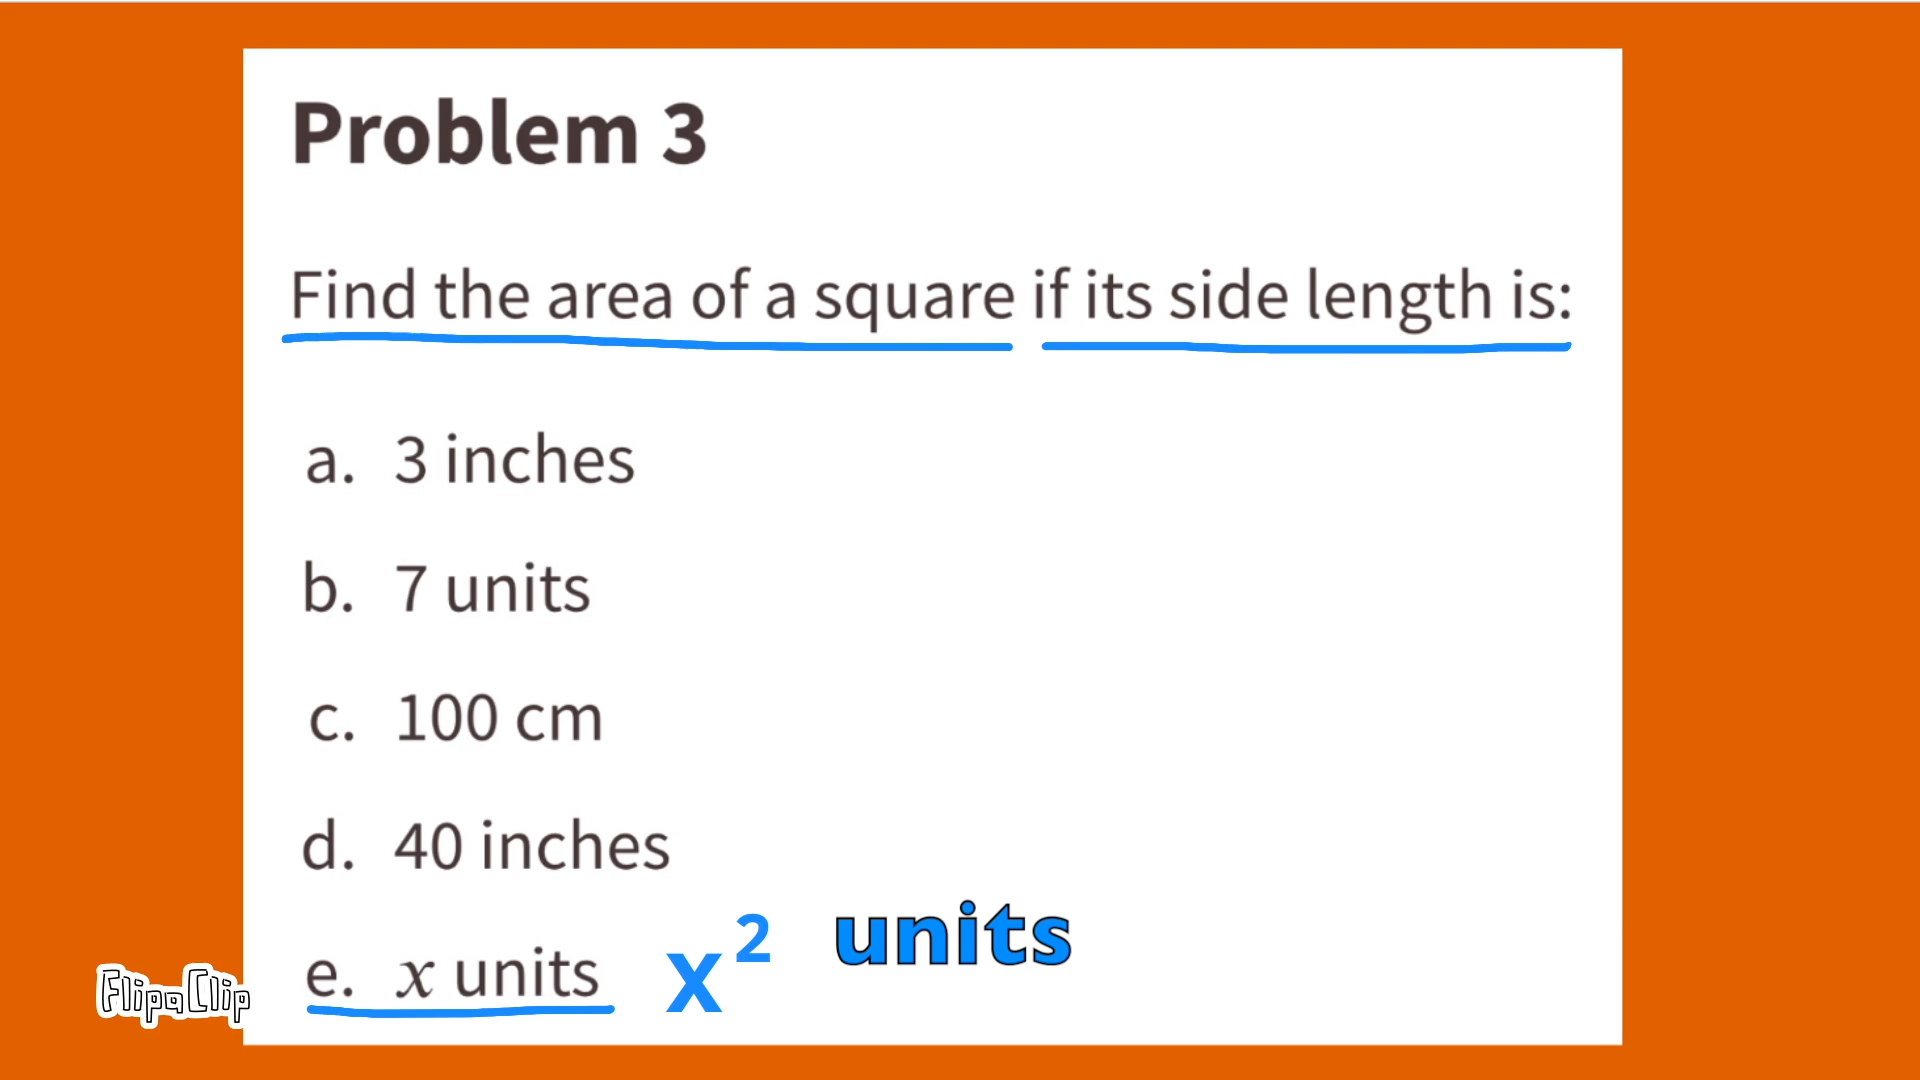 Problem 3
Find the area of a square if its side length is:
a. 3 inches
b. 7 units
c. 100 cm
d. 40 inches
e. x units x² units
FlipaClip